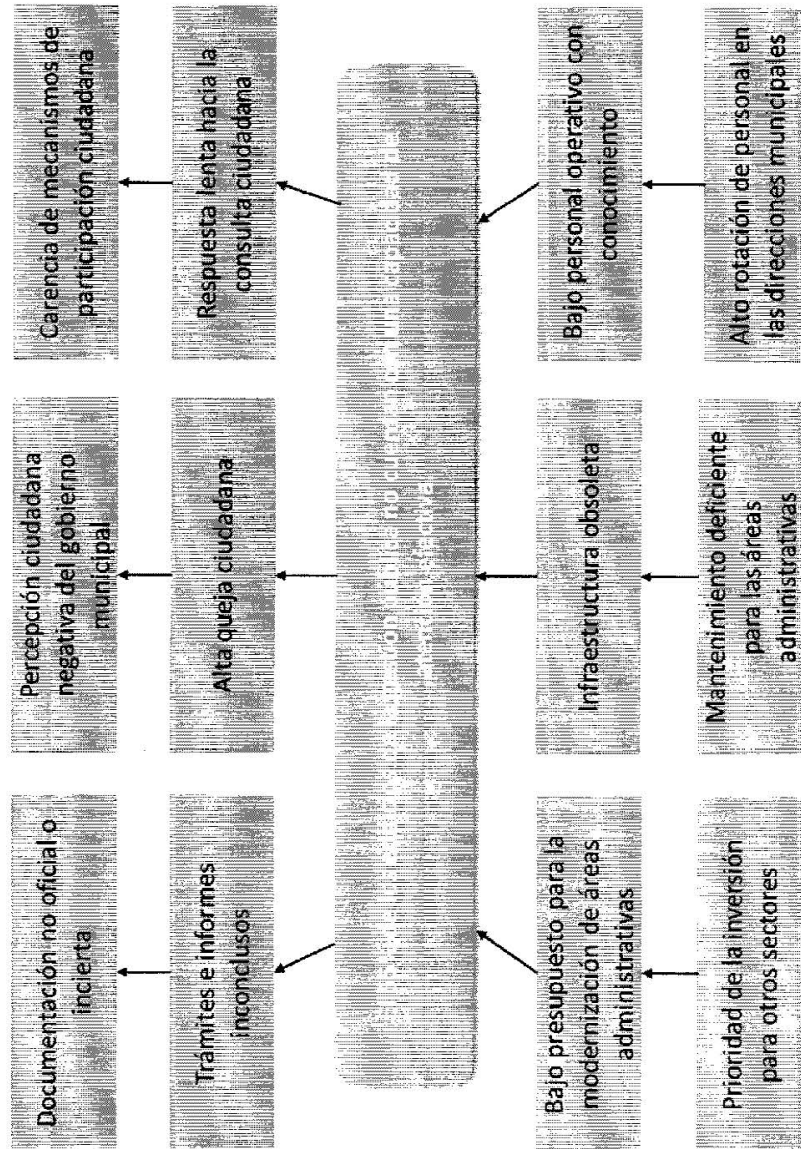 Documentación no oficial o
incierta
Percepción ciudadana
negativa del gobierno
municipal
Carencia de mecanismos de
participación ciudadana
Trámites e informes
inconclusos
Alta queja ciudadana
Respuesta lenta hacia la
consulta ciudadana
Bajo presupuesto para la
modernización de áreas
administrativas
Infraestructura obsoleta
Bajo personal operativo con
conocimiento
Prioridad de la inversión
para otros sectores
Mantenimiento deficiente
para las áreas
administrativas
Alto rotación de personal en
las direcciones municipales